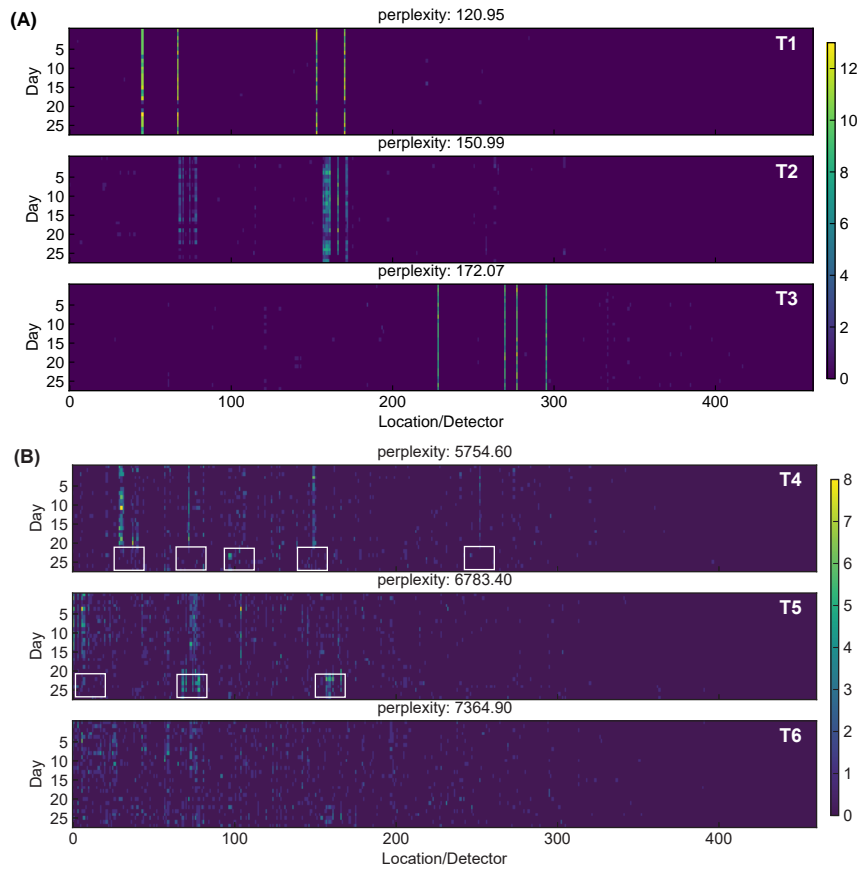 (A)
perplexity: 120.95
T1
Day
5
10
15
20
25
perplexity: 150.99
T2
Day
5
10
15
20
25
perplexity: 172.07
T3
Day
5
10
15
20
25
0 100 200 300 400
Location/Detector
12
10
8
6
4
2
0
(B)
perplexity: 5754.60
T4
Day
5
10
15
20
25
perplexity: 6783.40
T5
Day
5
10
15
20
25
perplexity: 7364.90
T6
Day
5
10
15
20
25
0 100 200 300 400
Location/Detector
8
7
6
5
4
3
2
1
0